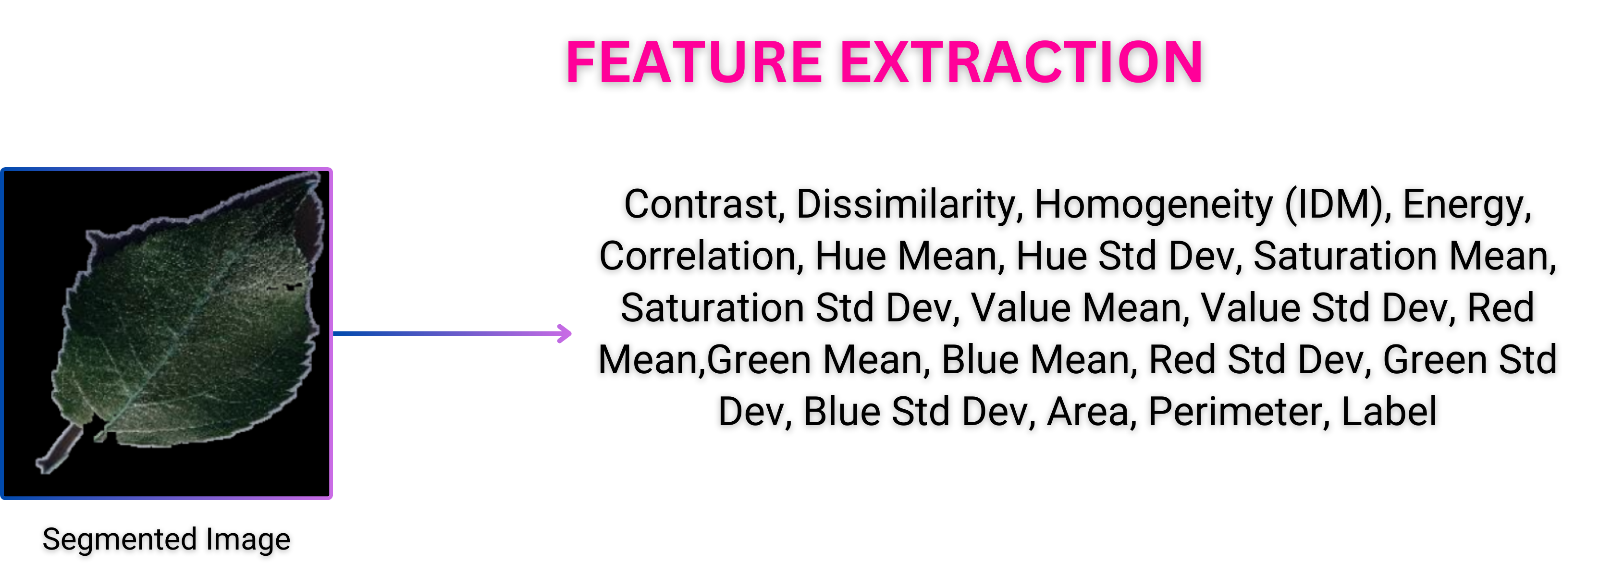 FEATURE EXTRACTION
Contrast, Dissimilarity, Homogeneity (IDM), Energy,
Correlation, Hue Mean, Hue Std Dev, Saturation Mean,
Saturation Std Dev, Value Mean, Value Std Dev, Red
Mean,Green Mean, Blue Mean, Red Std Dev, Green Std
Dev, Blue Std Dev, Area, Perimeter, Label
Segmented Image